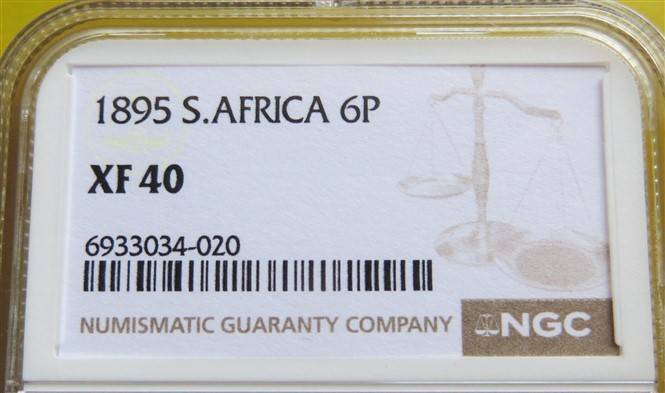 1895 S.AFRICA 6P
XF 40
6933034-020
NUMISMATIC GUARANTY COMPANY
NGC